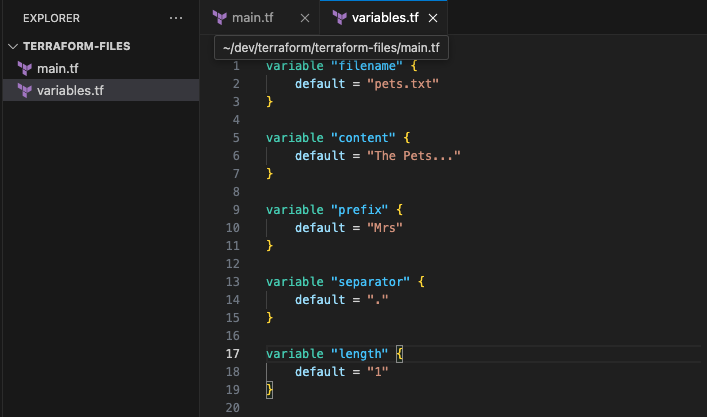 EXPLORER ...
TERRAFORM-FILES
main.tf
variables.tf
main.tf ×
variables.tf ×
~/dev/terraform/terraform-files/main.tf
1 variable "filename" {
2     default = "pets.txt"
3 }
4
5 variable "content" {
6     default = "The Pets..."
7 }
8
9 variable "prefix" {
10     default = "Mrs"
11 }
12
13 variable "separator" {
14     default = "."
15 }
16
17 variable "length" {
18     default = "1"
19 }
20